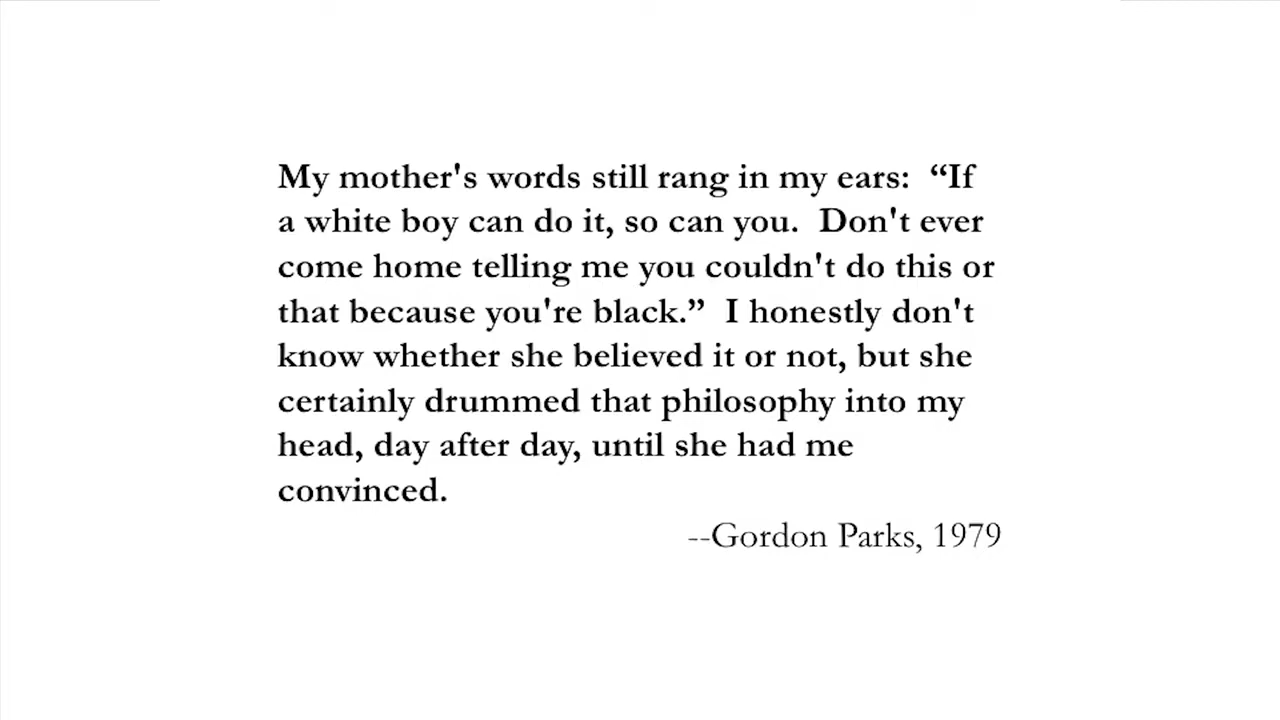 My mother's words still rang in my ears:  “If
a white boy can do it, so can you.  Don't ever
come home telling me you couldn't do this or
that because you're black.”  I honestly don't
know whether she believed it or not, but she
certainly drummed that philosophy into my
head, day after day, until she had me
convinced.
--Gordon Parks, 1979